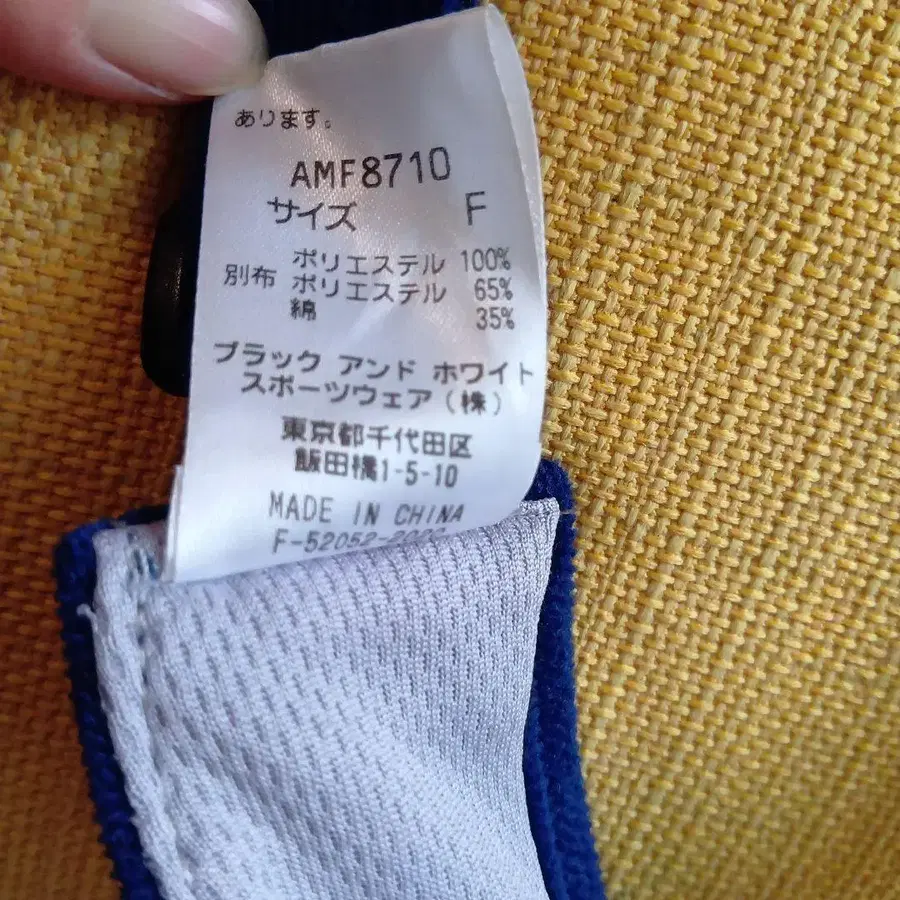 あります。
AMF8710
サイズ F
ポリエステル 100%
別布 ポリエステル 65%
綿 35%
ブラック アンド ホワイト
スポーツウェア(株)
東京都千代田区
飯田橋1-5-10
MADE IN CHINA
F-52052-